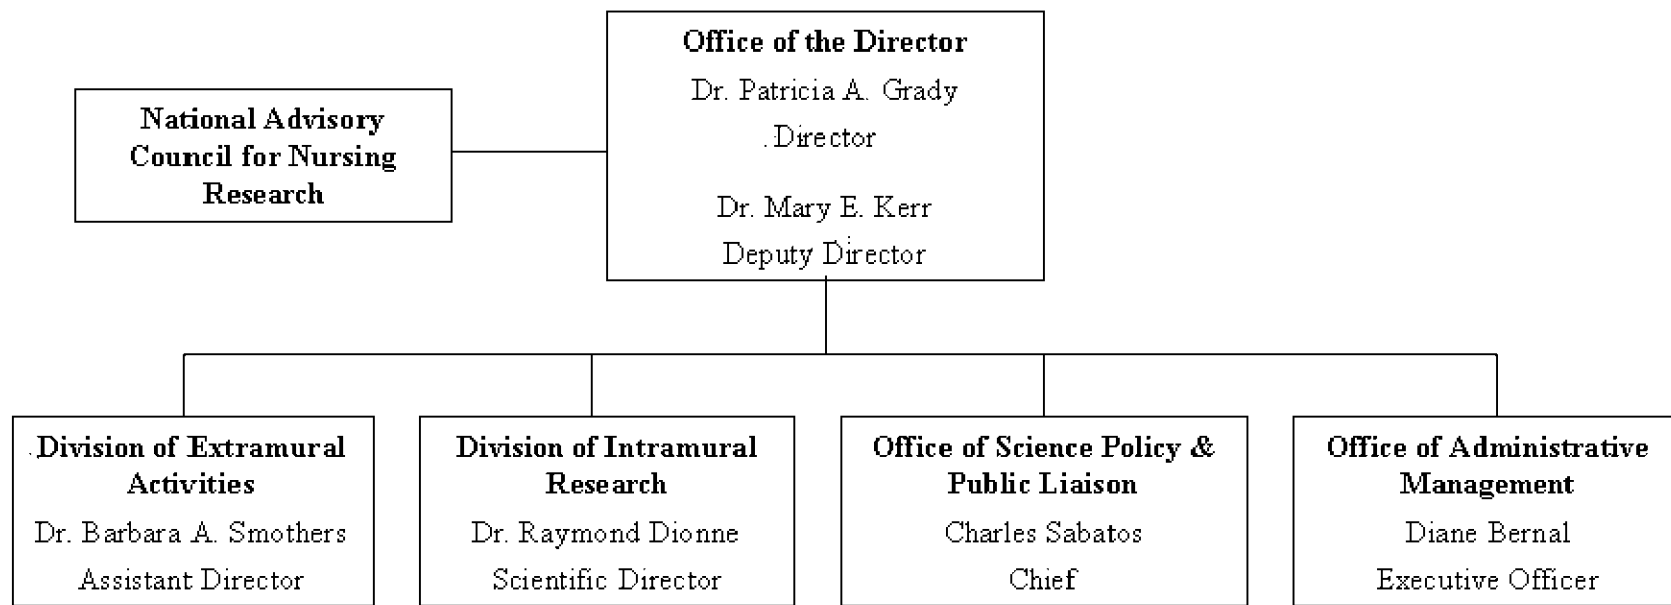 Office of the Director
Dr. Patricia A. Grady
Director
Dr. Mary E. Kerr
Deputy Director
National Advisory
Council for Nursing
Research
Division of Extramural
Activities
Dr. Barbara A. Smothers
Assistant Director
Division of Intramural
Research
Dr. Raymond Dionne
Scientific Director
Office of Science Policy &
Public Liaison
Charles Sabatos
Chief
Office of Administrative
Management
Diane Bernal
Executive Officer